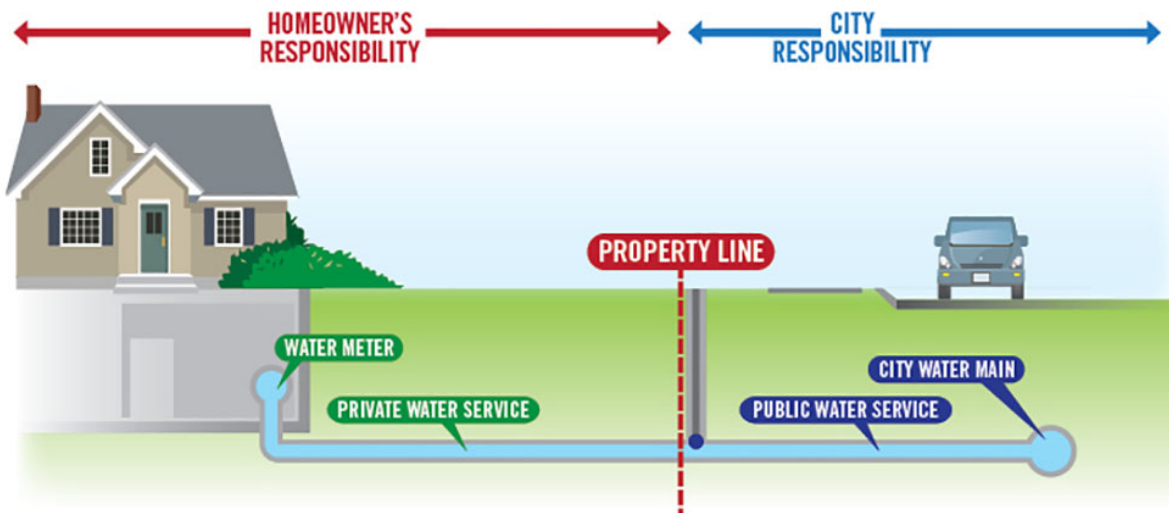 HOMEOWNER'S
RESPONSIBILITY
CITY
RESPONSIBILITY
PROPERTY LINE
WATER METER
CITY WATER MAIN
PRIVATE WATER SERVICE
PUBLIC WATER SERVICE